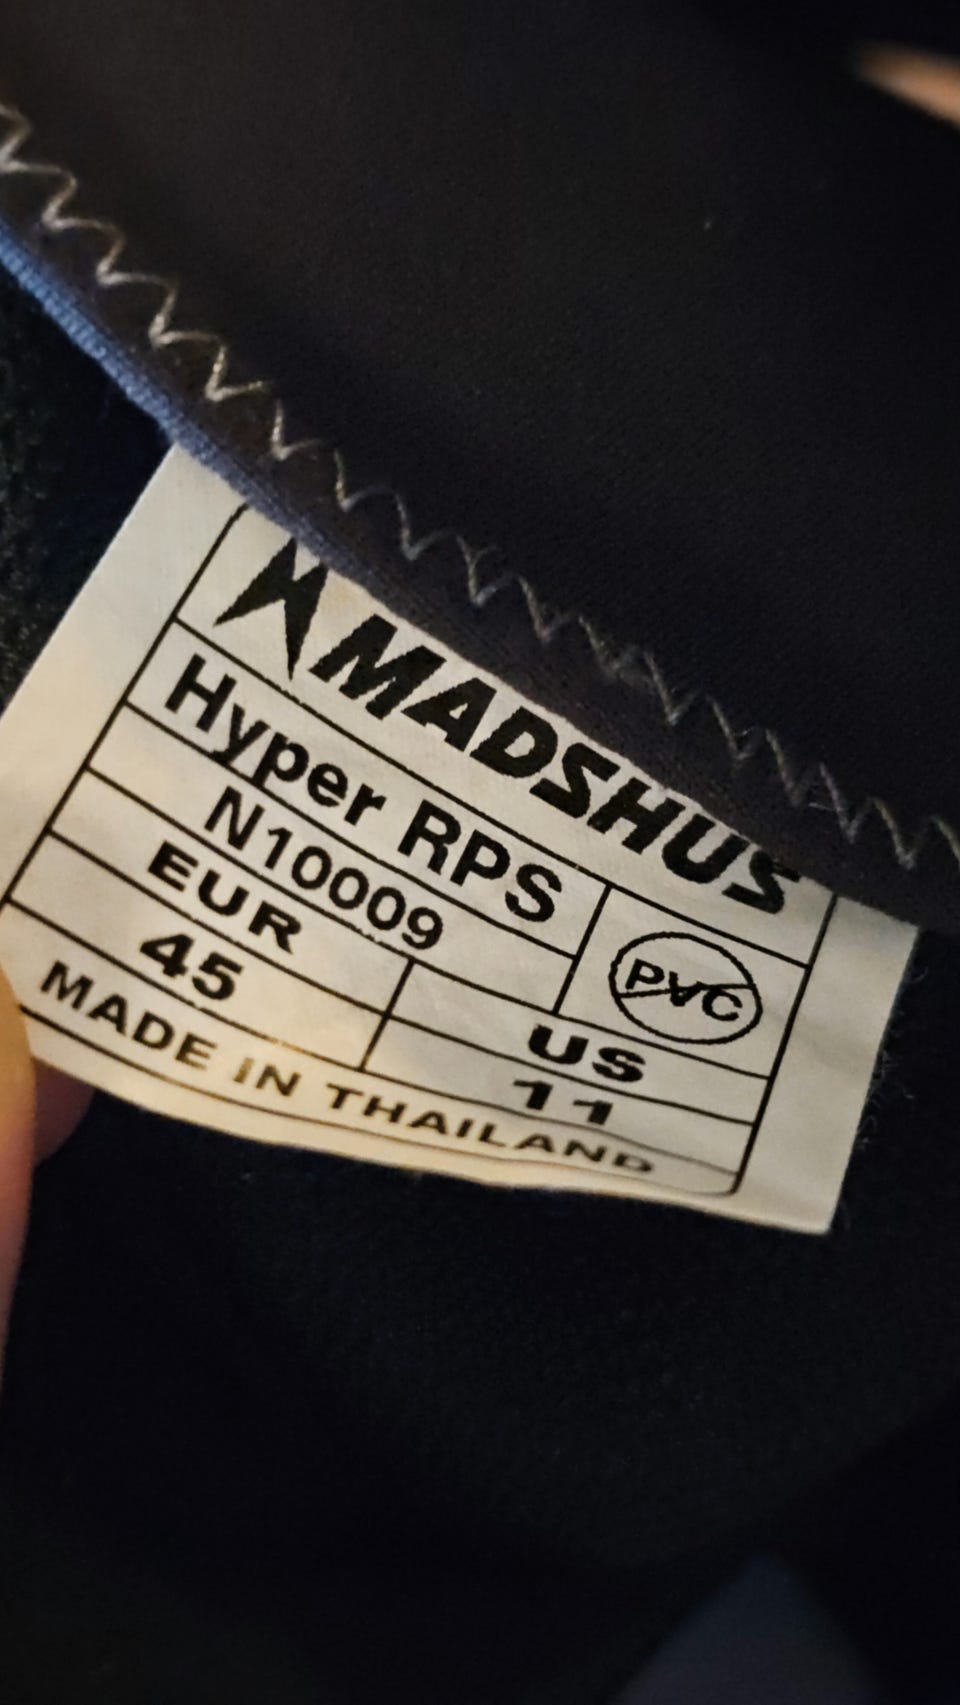 MADSHUS
Hyper RPS
N10009
PVC
EUR
US
45
11
MADE IN THAILAND